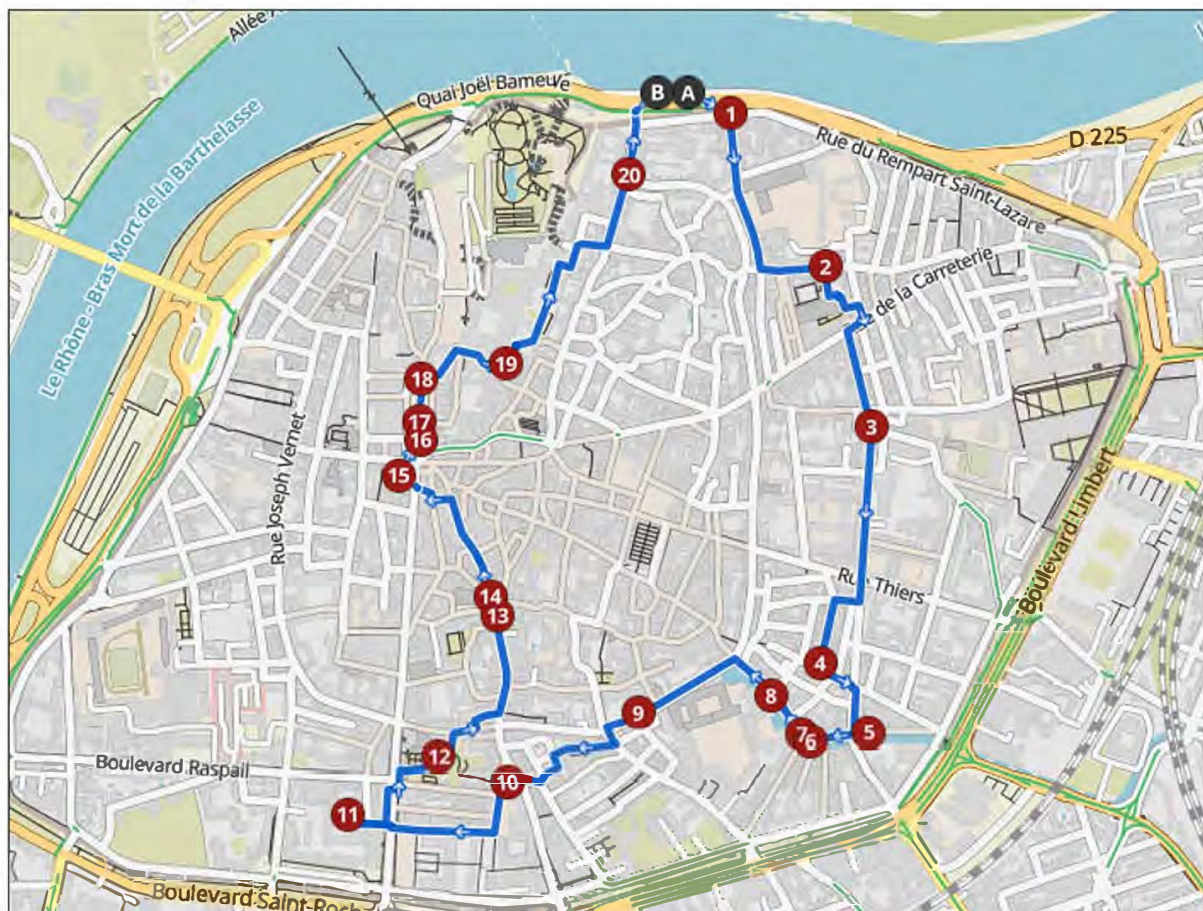 Allée A
Quai Joël Bameuve
B
A
1
D 225
Rue du Rempart Saint-Lazare
Le Rhône - Bras Mort de la Barthelasse
20
2
de la Carreterie
19
18
17
16
3
15
Rue Joseph Vernet
Boulevard Limbert
14
13
Rue Thiers
4
8
9
5
7
6
12
Boulevard Raspail
10
11
Boulevard Saint-Roch